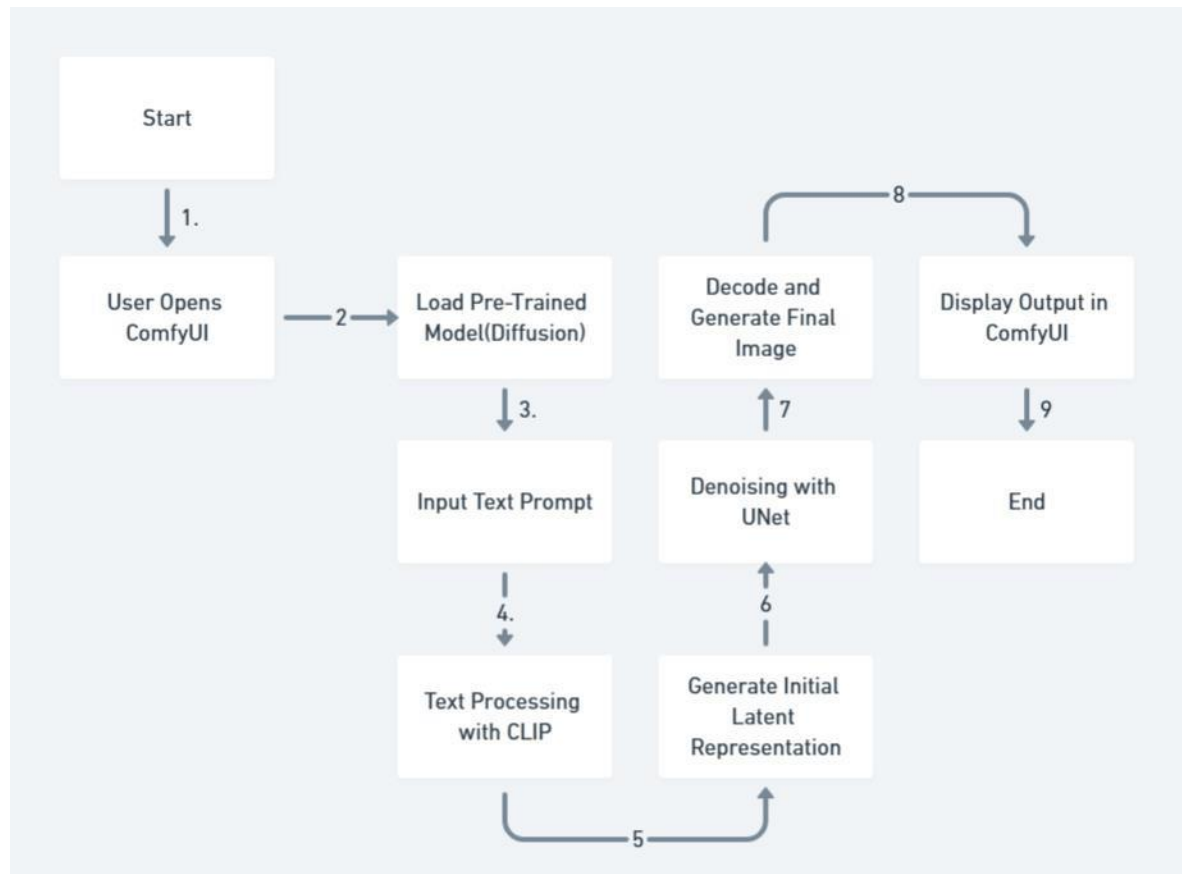 Start
1.
User Opens
ComfyUI
2
Load Pre-Trained
Model(Diffusion)
3.
Input Text Prompt
4.
Text Processing
with CLIP
5
Generate Initial
Latent
Representation
6
Denoising with
UNet
7
Decode and
Generate Final
Image
8
Display Output in
ComfyUI
9
End